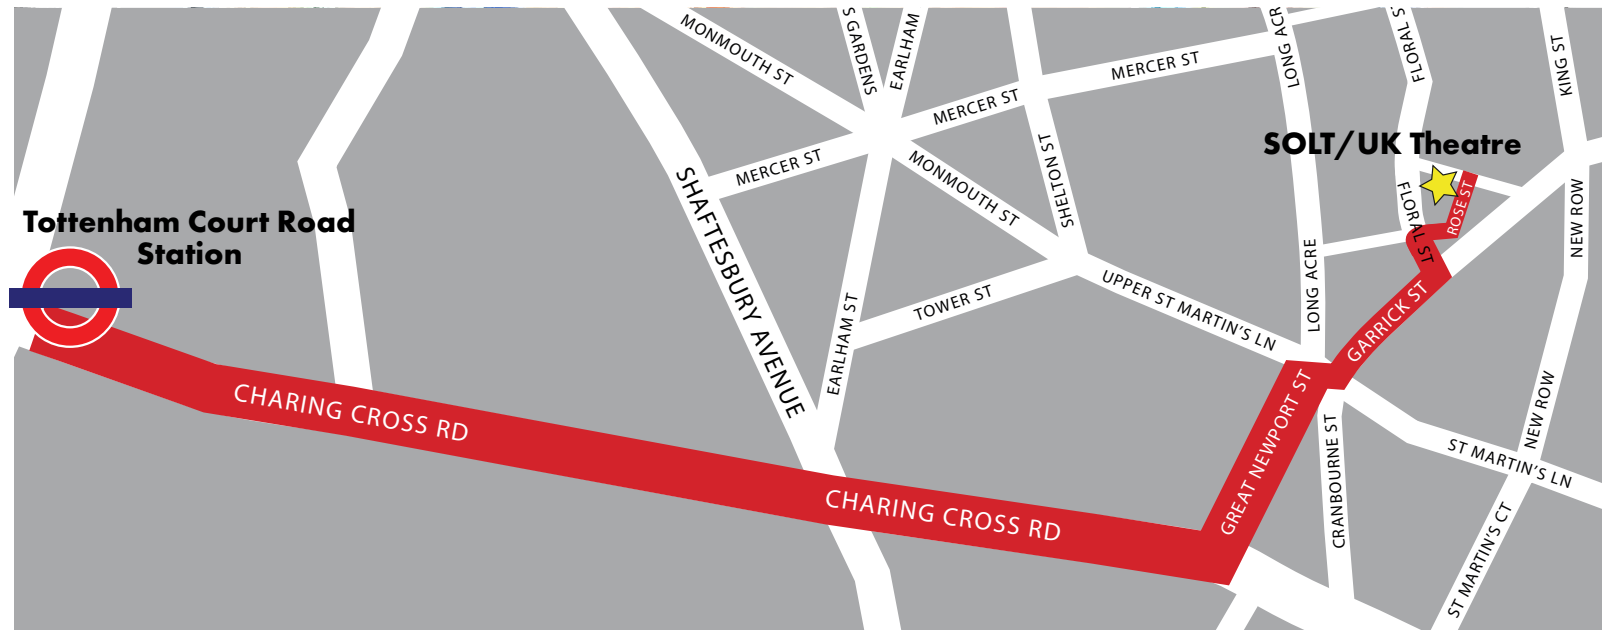 MONMOUTH ST
S GARDENS
EARLHAM
MERCER ST
MERCER ST
MERCER ST
LONG ACR
FLORAL S
KING ST
SOLT/UK Theatre
MONMOUTH ST
SHELTON ST
SHAFTESBURY AVENUE
FLORAL ST
ROSE ST
NEW ROW
Tottenham Court Road
Station
TOWER ST
UPPER ST MARTIN'S LN
LONG ACRE
GARRICK ST
EARLHAM ST
CHARING CROSS RD
GREAT NEWPORT ST
CRANBOURNE ST
NEW ROW
ST MARTIN'S LN
CHARING CROSS RD
ST MARTIN'S CT